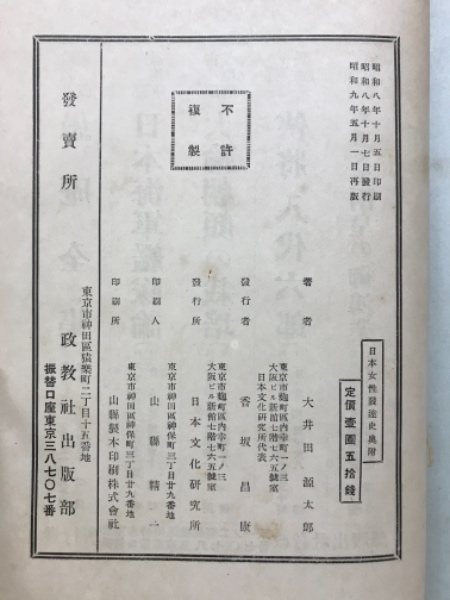 昭和八年十月五日印刷
昭和八年十月七日發行
昭和九年五月一日再版
不許
複製
日本女性發達史奥附
定價壹圓五拾錢
著者 大井田源太郎
東京市麴町區內幸町一ノ三
大阪ビル新館七階七六五號室
日本文化硏究所代表
發行者 香坂昌康
東京市麴町區內幸町一ノ三
大阪ビル新館七階七六五號室
發行所 日本文化硏究所
東京市神田區神保町三丁目廿九番地
印刷人 山縣精一
東京市神田區神保町三丁目廿九番地
印刷所 山縣製本印刷株式會社
發賣所
東京市神田區猿樂町二丁目十五番地
政敎社出版部
振替口座東京三八七〇七番